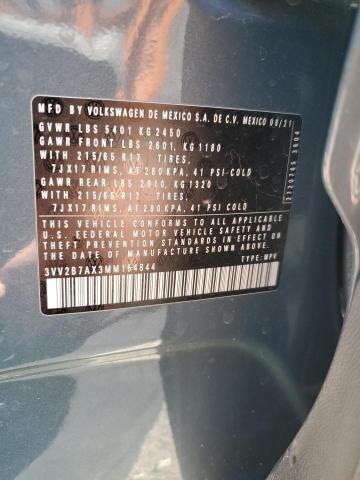 MFD BY VOLKSWAGEN DE MEXICO S.A. DE C.V. MEXICO 08/21
GVWR LBS 5401 KG 2450
GAWR FRONT LBS 2601, KG 1180
WITH 215/65 R17 TIRES,
7JX17 RIMS, AT 280 KPA, 41 PSI COLD
GAWR REAR LBS 2910, KG 1320
WITH 215/65 R17 TIRES,
7JX17 RIMS, AT 280 KPA, 41 PSI COLD
THIS VEHICLE CONFORMS TO ALL APPLICABLE
U.S. FEDERAL MOTOR VEHICLE SAFETY AND
THEFT PREVENTION STANDARDS IN EFFECT ON
THE DATE OF MANUFACTURE SHOWN ABOVE.
3VV2B7AX3MM154844 TYPE: MPV